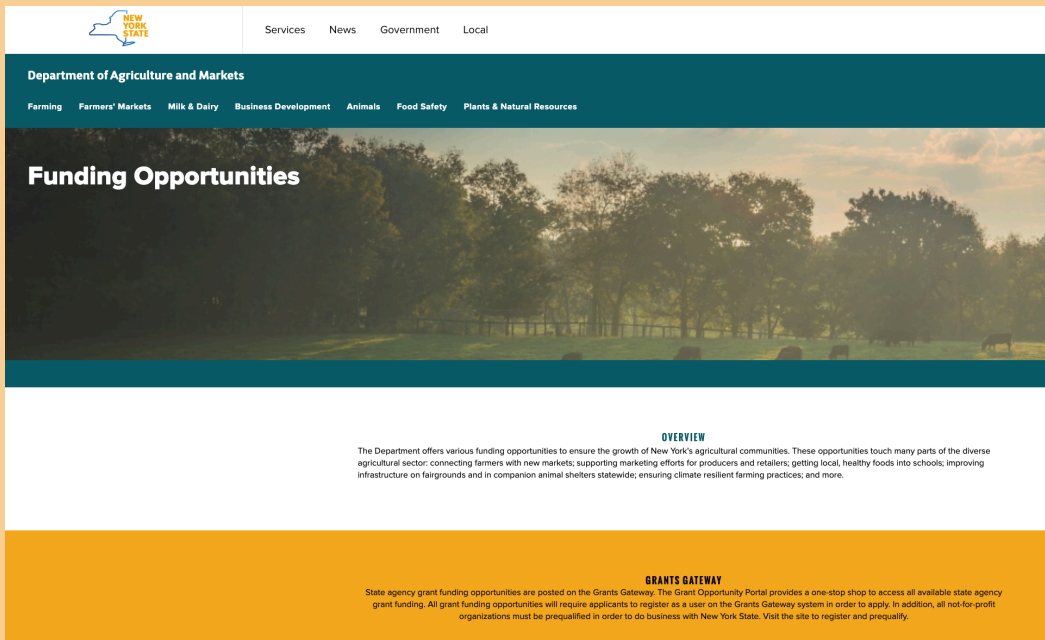 NEW
YORK
STATE
Services News Government Local
Department of Agriculture and Markets
Farming Farmers' Markets Milk & Dairy Business Development Animals Food Safety Plants & Natural Resources
Funding Opportunities
OVERVIEW
The Department offers various funding opportunities to ensure the growth of New York's agricultural communities. These opportunities touch many parts of the diverse
agricultural sector: connecting farmers with new markets; supporting marketing efforts for producers and retailers; getting local, healthy foods into schools; improving
infrastructure on fairgrounds and in companion animal shelters statewide; ensuring climate resilient farming practices; and more.
GRANTS GATEWAY
State agency grant funding opportunities are posted on the Grants Gateway. The Grant Opportunity Portal provides a one-stop shop to access all available state agency
grant funding. All grant funding opportunities will require applicants to register as a user on the Grants Gateway system in order to apply. In addition, all not-for-profit
organizations must be prequalified in order to do business with New York State. Visit the site to register and prequalify.